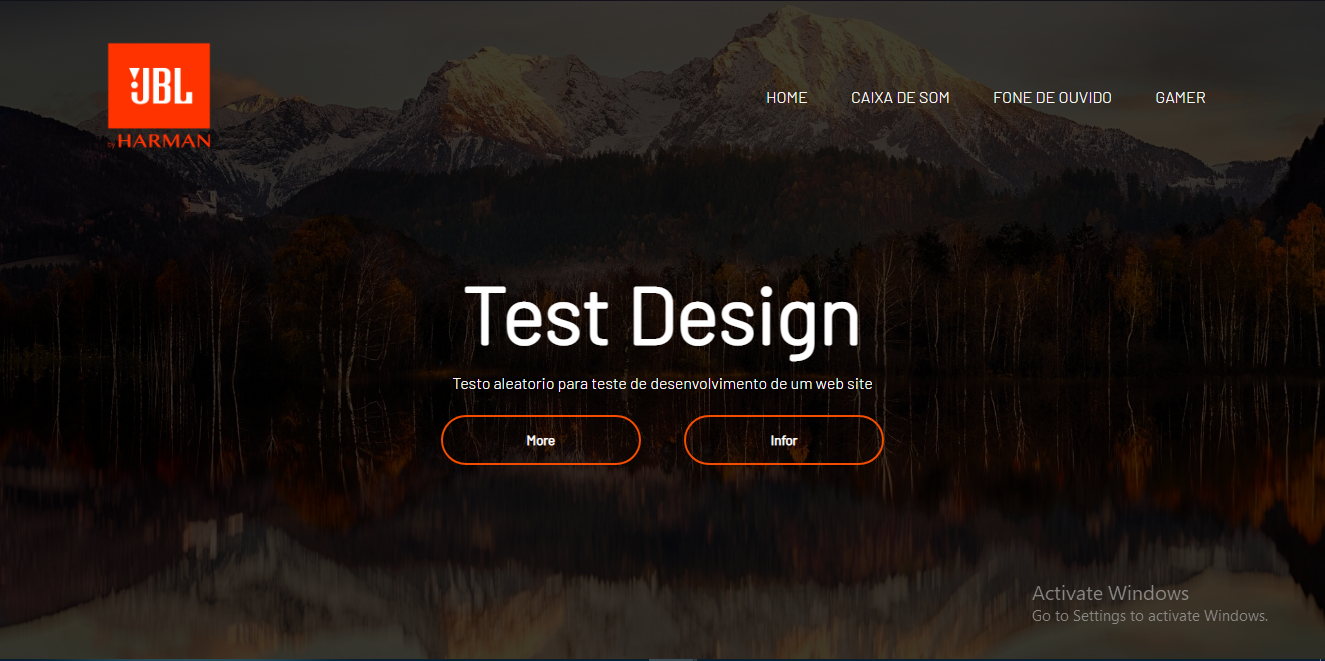 JBL
by HARMAN
HOME CAIXA DE SOM FONE DE OUVIDO GAMER
Test Design
Testo aleatorio para teste de desenvolvimento de um web site
More Infor
Activate Windows
Go to Settings to activate Windows.